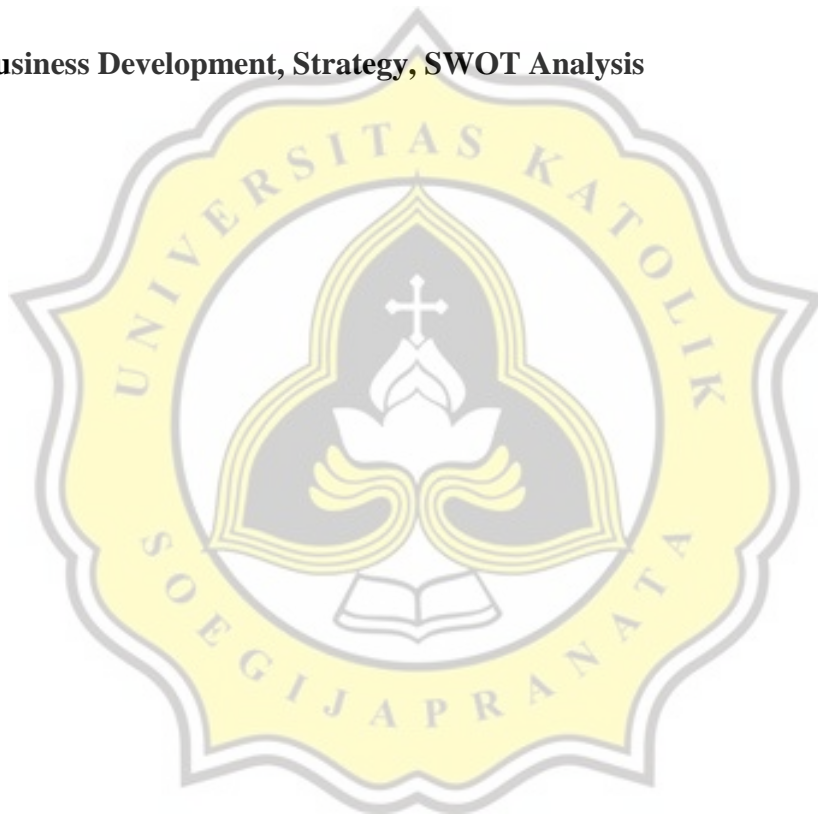 usiness Development, Strategy, SWOT Analysis
UNIVERSITAS KATOLIK
SOEGIJAPRANATA